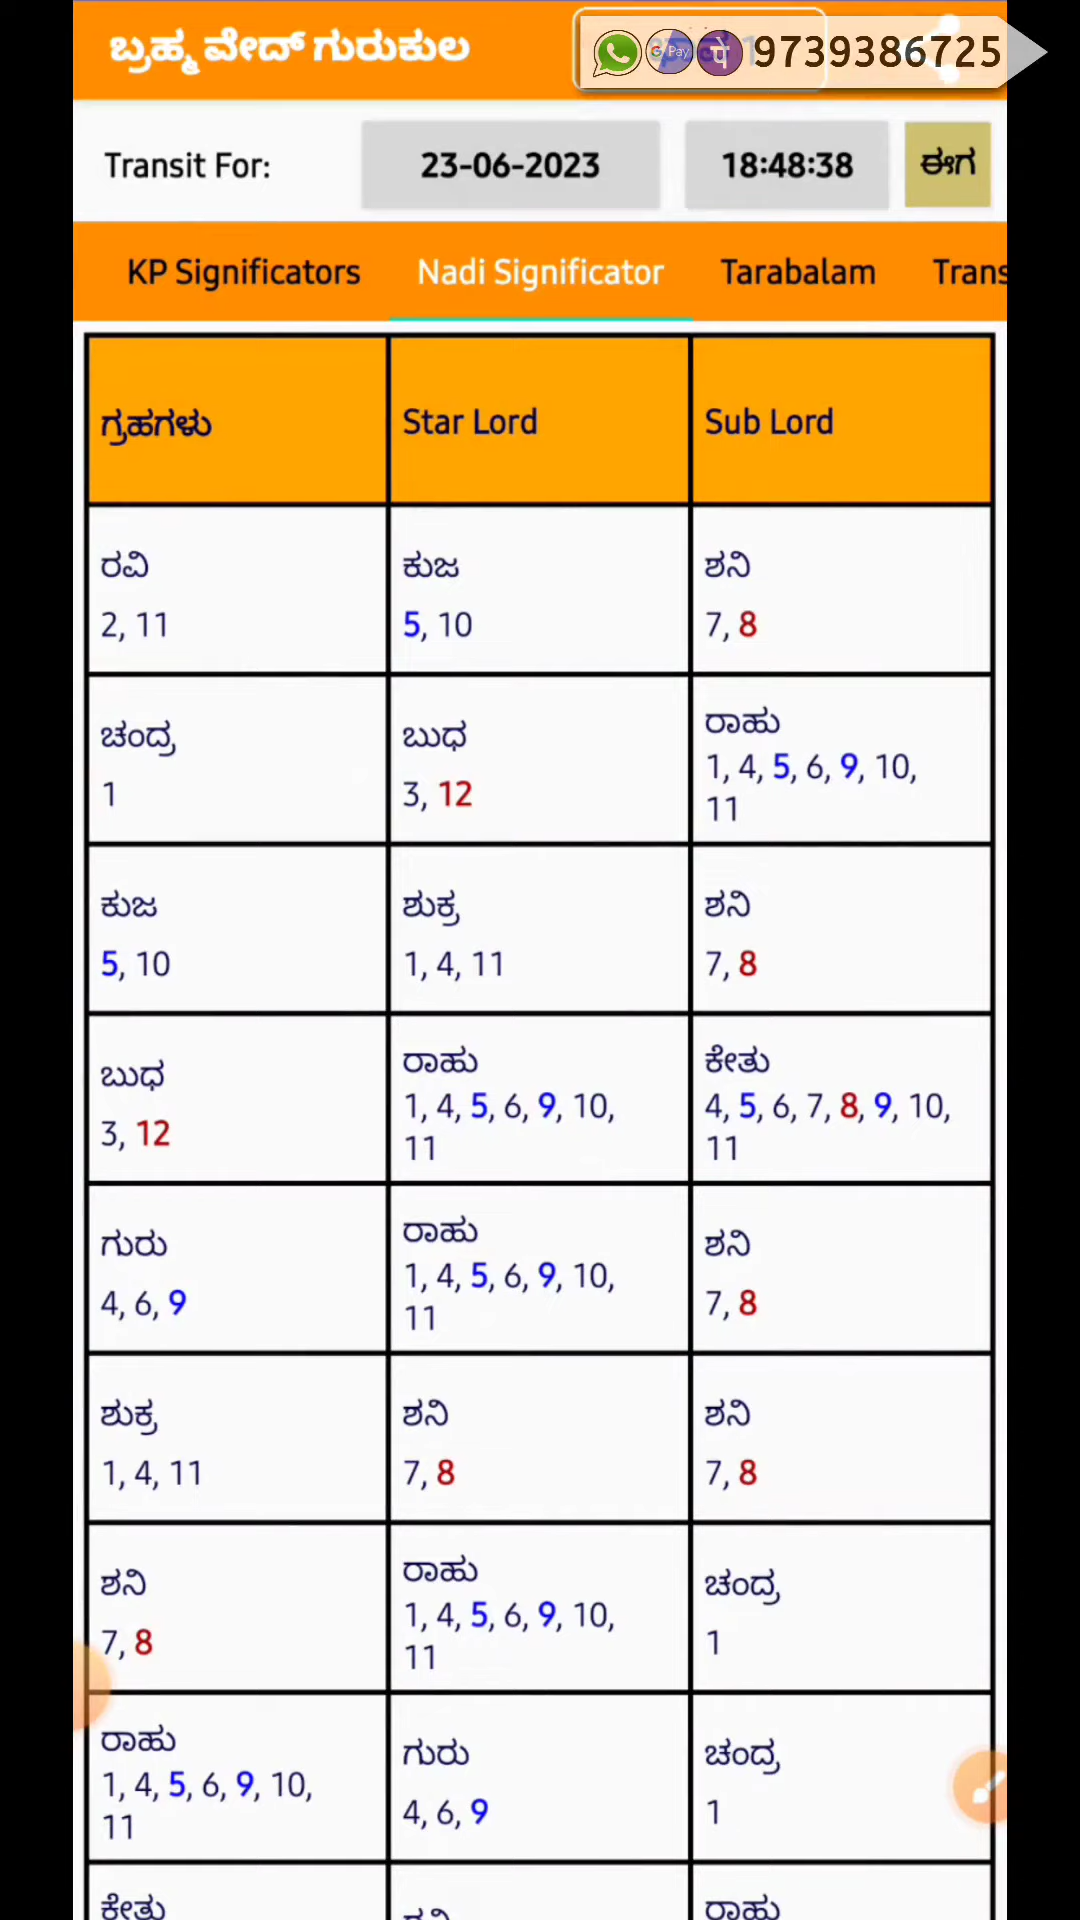 ಬ್ರಹ್ಮ ವೇದ್ ಗುರುಕುಲ
9739386725
Transit For: 23-06-2023 18:48:38 ಈಗ
KP Significators Nadi Significator Tarabalam Trans
ಗ್ರಹಗಳು Star Lord Sub Lord
ರವಿ ಕುಜ ಶನಿ
2, 11 5, 10 7, 8
ಚಂದ್ರ ಬುಧ ರಾಹು
1 3, 12 1, 4, 5, 6, 9, 10,
11
ಕುಜ ಶುಕ್ರ ಶನಿ
5, 10 1, 4, 11 7, 8
ಬುಧ ರಾಹು ಕೇತು
3, 12 1, 4, 5, 6, 9, 10, 4, 5, 6, 7, 8, 9, 10,
11 11
ಗುರು ರಾಹು ಶನಿ
4, 6, 9 1, 4, 5, 6, 9, 10, 7, 8
11
ಶುಕ್ರ ಶನಿ ಶನಿ
1, 4, 11 7, 8 7, 8
ಶನಿ ರಾಹು ಚಂದ್ರ
7, 8 1, 4, 5, 6, 9, 10, 1
11
ರಾಹು ಗುರು ಚಂದ್ರ
1, 4, 5, 6, 9, 10, 4, 6, 9 1
11
ಕೇತು ರವಿ ರಾಹು